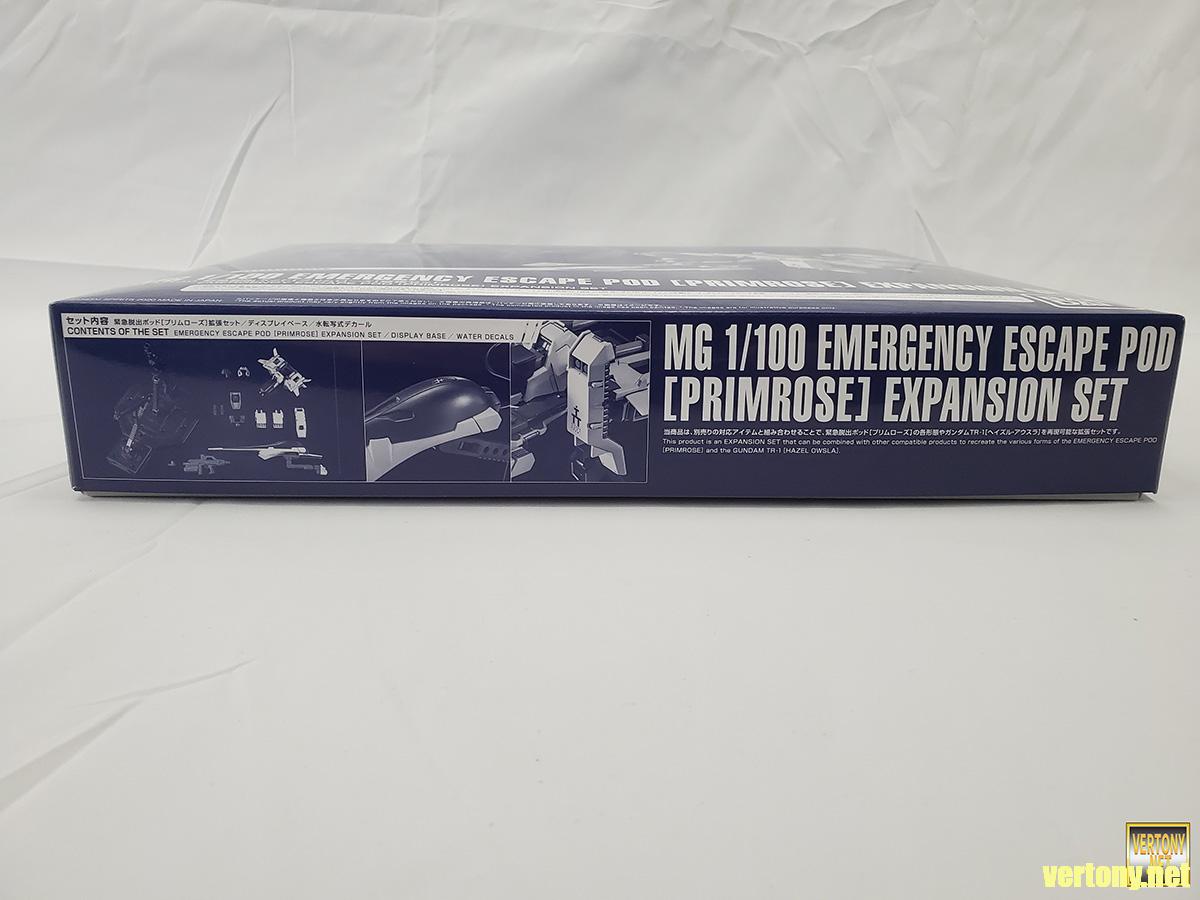 1/100 EMERGENCY ESCAPE POD [PRIMROSE] EXPANSION
EXPANSION SET
SPIRITS 2020 MADE IN JAPAN
セット内容 緊急脱出ポッド[プリムローズ]拡張セット/ディスプレイベース/水転写式デカール
CONTENTS OF THE SET EMERGENCY ESCAPE POD [PRIMROSE] EXPANSION SET / DISPLAY BASE / WATER DECALS
MG 1/100 EMERGENCY ESCAPE POD
[PRIMROSE] EXPANSION SET
当商品は、別売りの対応アイテムと組み合わせることで、緊急脱出ポッド[プリムローズ]の各形態やガンダムTR-1[ヘイズル・アウスラ]を再現可能な拡張セットです。
This product is an EXPANSION SET that can be combined with other compatible products to recreate the various forms of the EMERGENCY ESCAPE POD
[PRIMROSE] and the GUNDAM TR-1 [HAZEL OWSLA].
VERTONY
NET
vertony.net